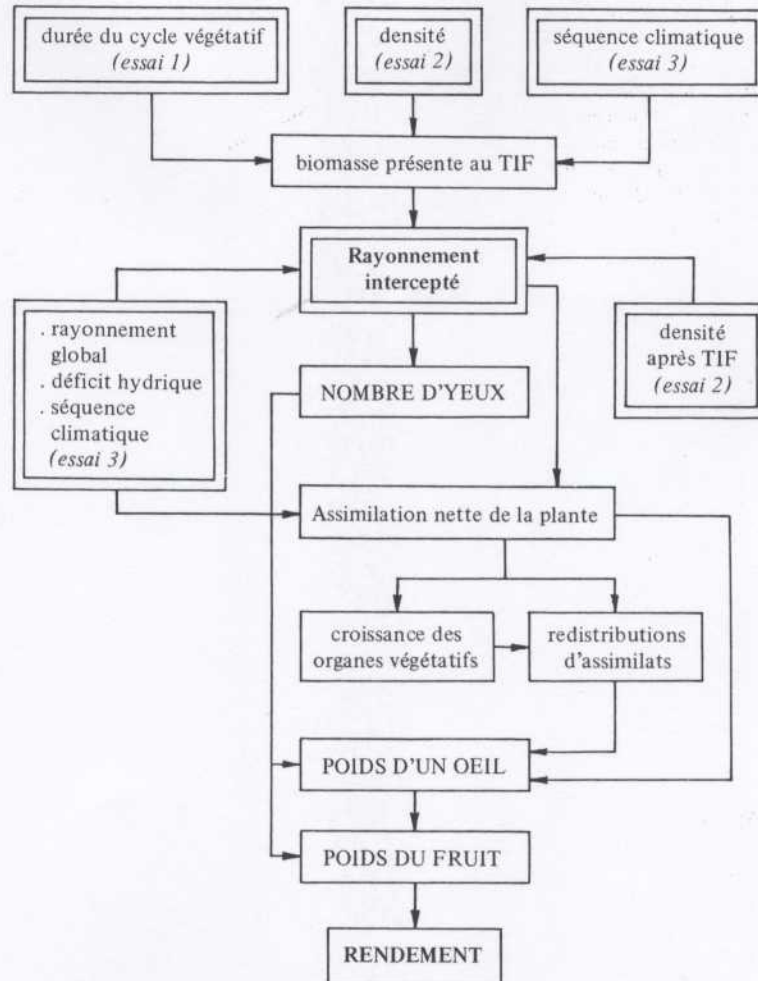 durée du cycle végétatif
(essai 1)
densité
(essai 2)
séquence climatique
(essai 3)
biomasse présente au TIF
Rayonnement
intercepté
. rayonnement
global
. déficit hydrique
. séquence
climatique
(essai 3)
densité
après TIF
(essai 2)
NOMBRE D'YEUX
Assimilation nette de la plante
croissance des
organes végétatifs
redistributions
d'assimilats
POIDS D'UN OEIL
POIDS DU FRUIT
RENDEMENT